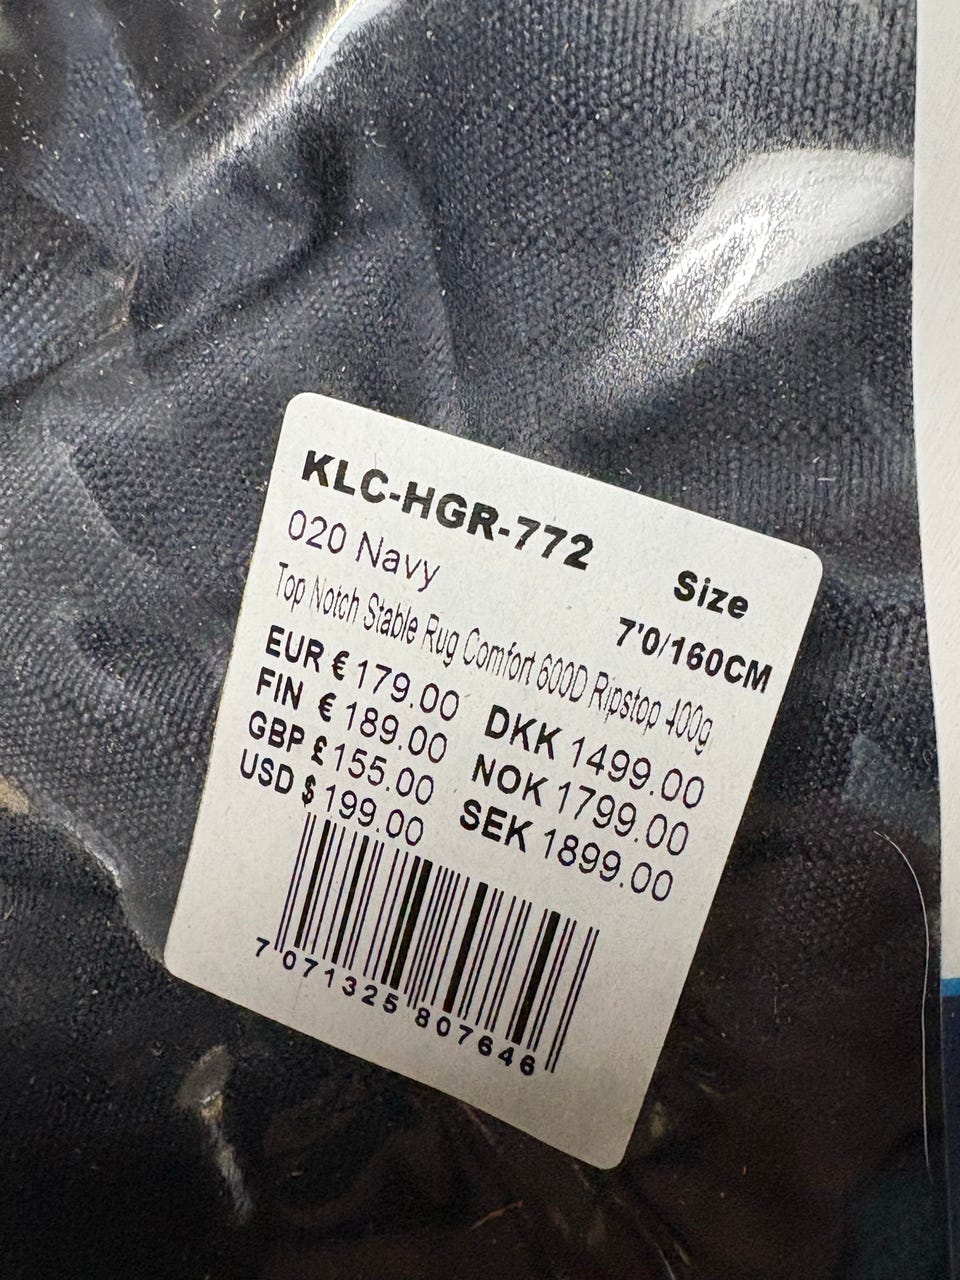 KLC-HGR-772
020 Navy
Size
Top Notch Stable Rug Comfort 600D Ripstop 400g
7'0/160CM
EUR € 179.00 DKK 1499.00
FIN € 189.00 NOK 1799.00
GBP £ 155.00 SEK 1899.00
USD $ 199.00
7 071325 807646